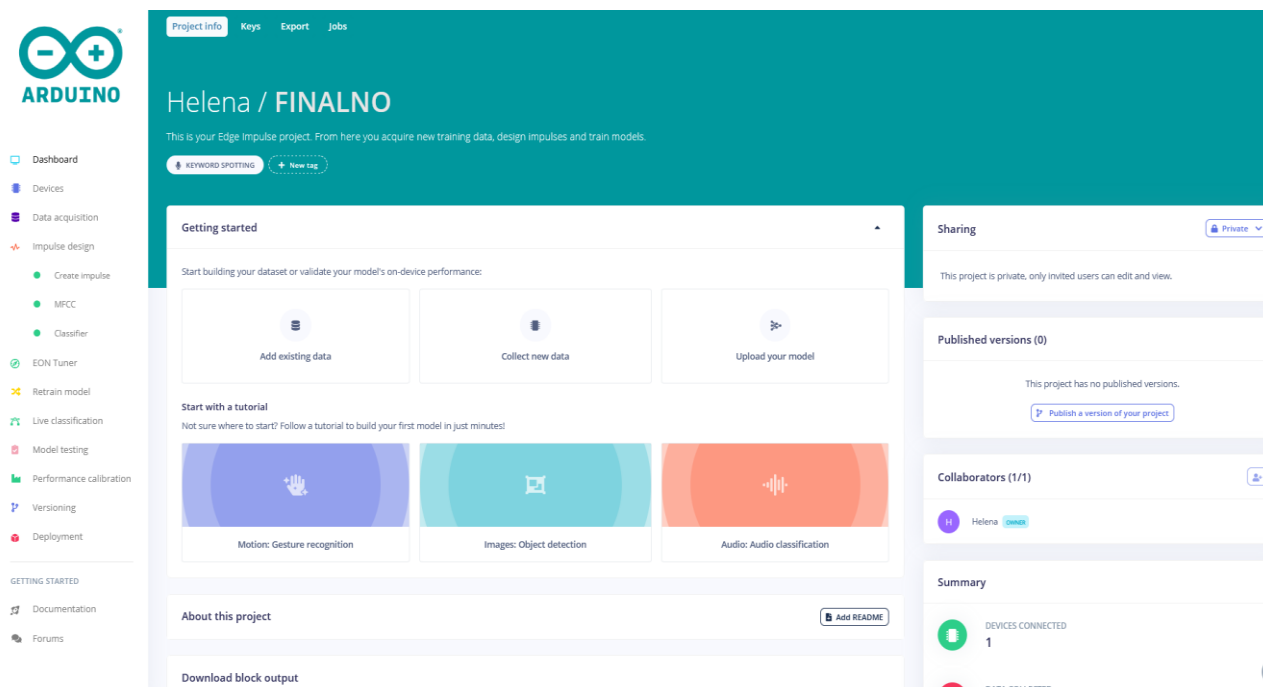 ARDUINO
Dashboard
Devices
Data acquisition
Impulse design
Create impulse
MFCC
Classifier
EON Tuner
Retrain model
Live classification
Model testing
Performance calibration
Versioning
Deployment
GETTING STARTED
Documentation
Forums
Project info Keys Export Jobs
Helena / FINALNO
This is your Edge Impulse project. From here you acquire new training data, design impulses and train models.
KEYWORD SPOTTING + New tag
Getting started
Start building your dataset or validate your model's on-device performance:
Add existing data Collect new data Upload your model
Start with a tutorial
Not sure where to start? Follow a tutorial to build your first model in just minutes!
Motion: Gesture recognition Images: Object detection Audio: Audio classification
About this project Add README
Download block output
Sharing Private
This project is private, only invited users can edit and view.
Published versions (0)
This project has no published versions.
Publish a version of your project
Collaborators (1/1)
H Helena OWNER
Summary
DEVICES CONNECTED
1